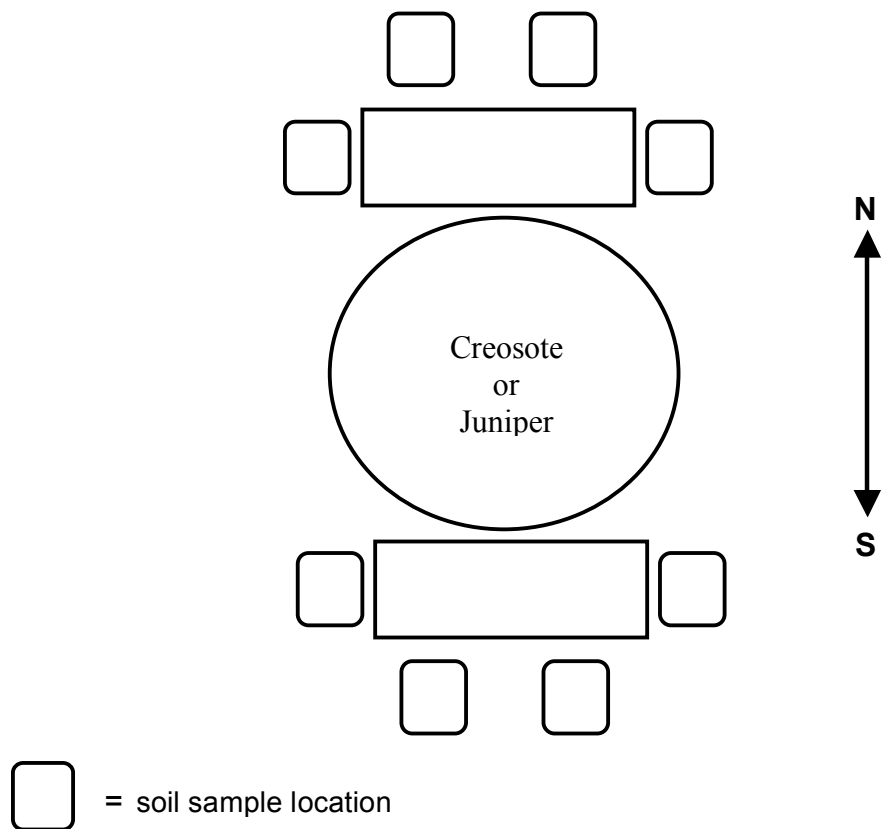 N
Creosote
or
Juniper
S
= soil sample location